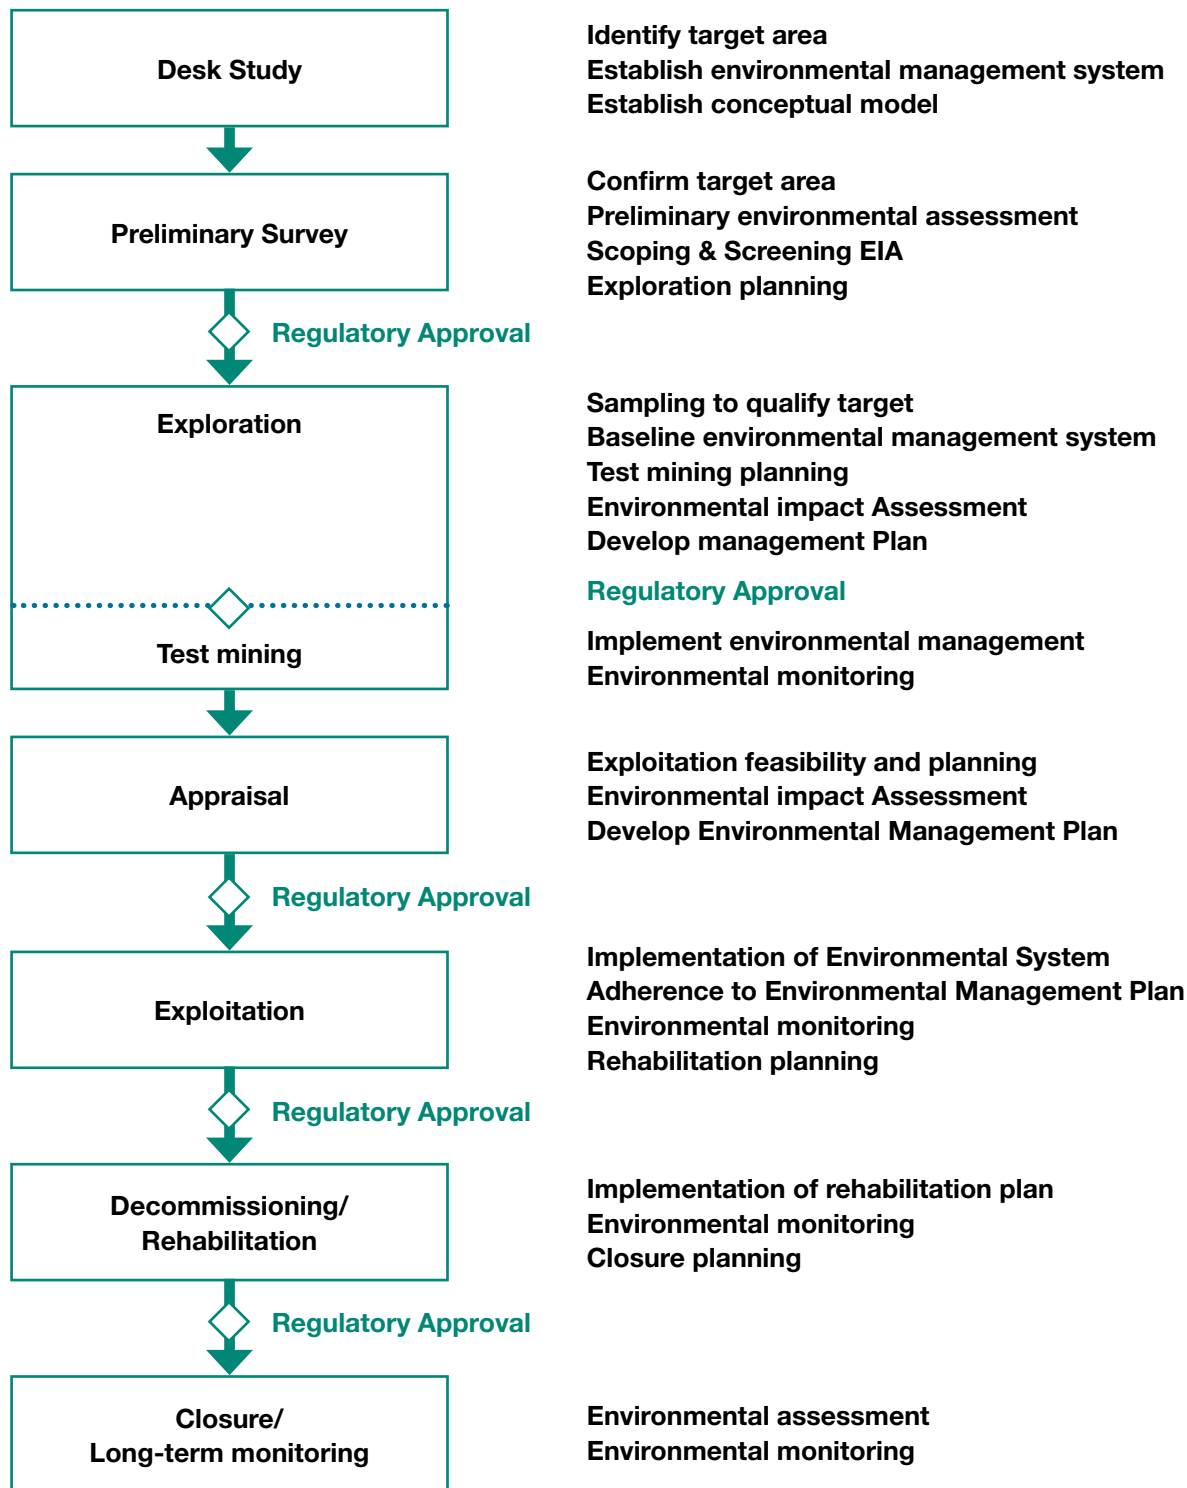 Desk Study
Identify target area
Establish environmental management system
Establish conceptual model
Preliminary Survey
Confirm target area
Preliminary environmental assessment
Scoping & Screening EIA
Exploration planning
Regulatory Approval
Exploration
Sampling to qualify target
Baseline environmental management system
Test mining planning
Environmental impact Assessment
Develop management Plan
Regulatory Approval
Test mining
Implement environmental management
Environmental monitoring
Appraisal
Exploitation feasibility and planning
Environmental impact Assessment
Develop Environmental Management Plan
Regulatory Approval
Exploitation
Implementation of Environmental System
Adherence to Environmental Management Plan
Environmental monitoring
Rehabilitation planning
Regulatory Approval
Decommissioning/
Rehabilitation
Implementation of rehabilitation plan
Environmental monitoring
Closure planning
Regulatory Approval
Closure/
Long-term monitoring
Environmental assessment
Environmental monitoring